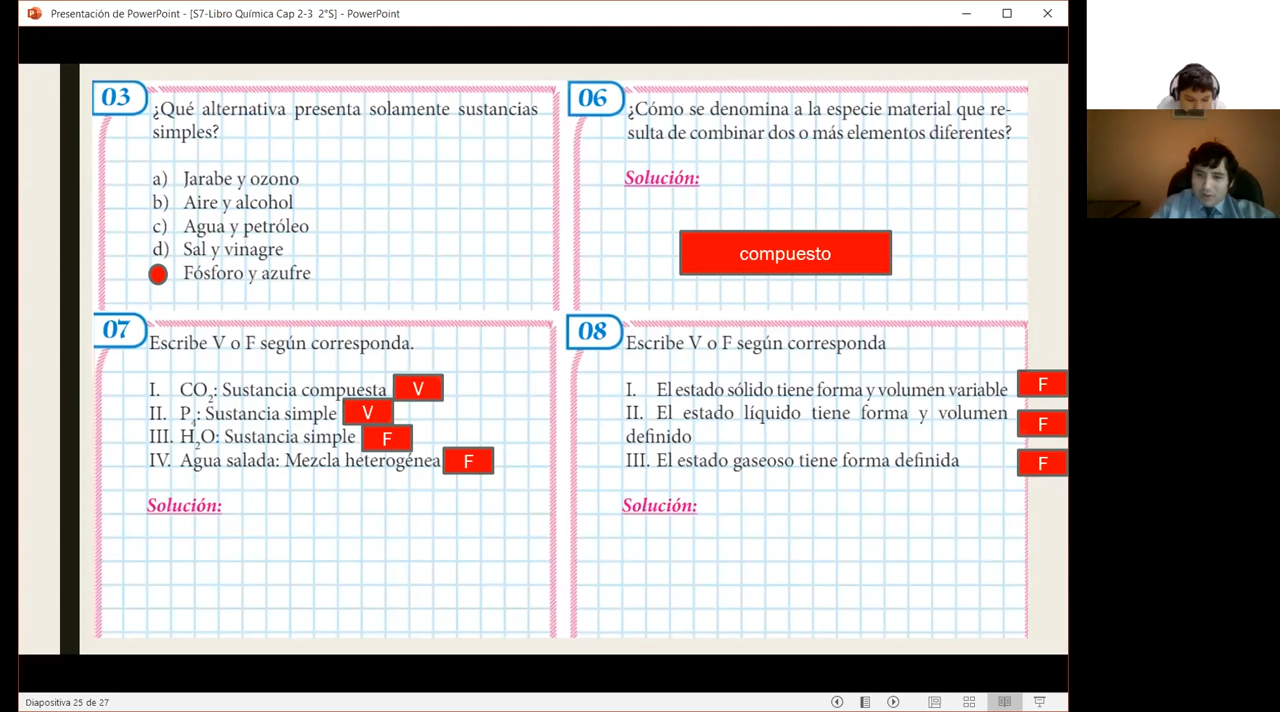 Presentación de PowerPoint - [S7-Libro Química Cap 2-3 2°S] - PowerPoint
03
¿Qué alternativa presenta solamente sustancias
simples?
a) Jarabe y ozono
b) Aire y alcohol
c) Agua y petróleo
d) Sal y vinagre
Fósforo y azufre
06
¿Cómo se denomina a la especie material que re-
sulta de combinar dos o más elementos diferentes?
Solución:
compuesto
07
Escribe V o F según corresponda.
I. CO2: Sustancia compuesta V
II. P4: Sustancia simple V
III. H2O: Sustancia simple F
IV. Agua salada: Mezcla heterogénea F
Solución:
08
Escribe V o F según corresponda
I. El estado sólido tiene forma y volumen variable F
II. El estado líquido tiene forma y volumen F
definido
III. El estado gaseoso tiene forma definida F
Solución:
Diapositiva 25 de 27